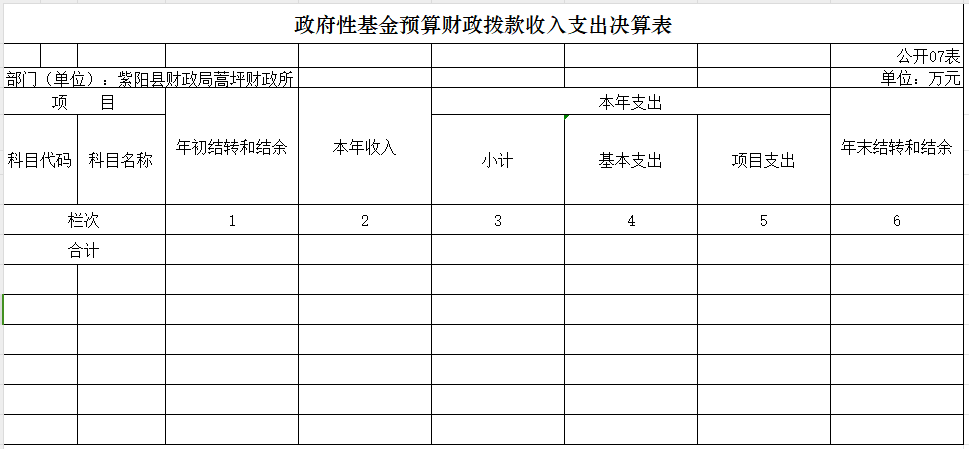 政府性基金预算财政拨款收入支出决算表
公开07表
部门（单位）：紫阳县财政局蒿坪财政所
单位：万元
项 目
年初结转和结余
本年收入
本年支出
年末结转和结余
科目代码
科目名称
小计
基本支出
项目支出
栏次
1
2
3
4
5
6
合计